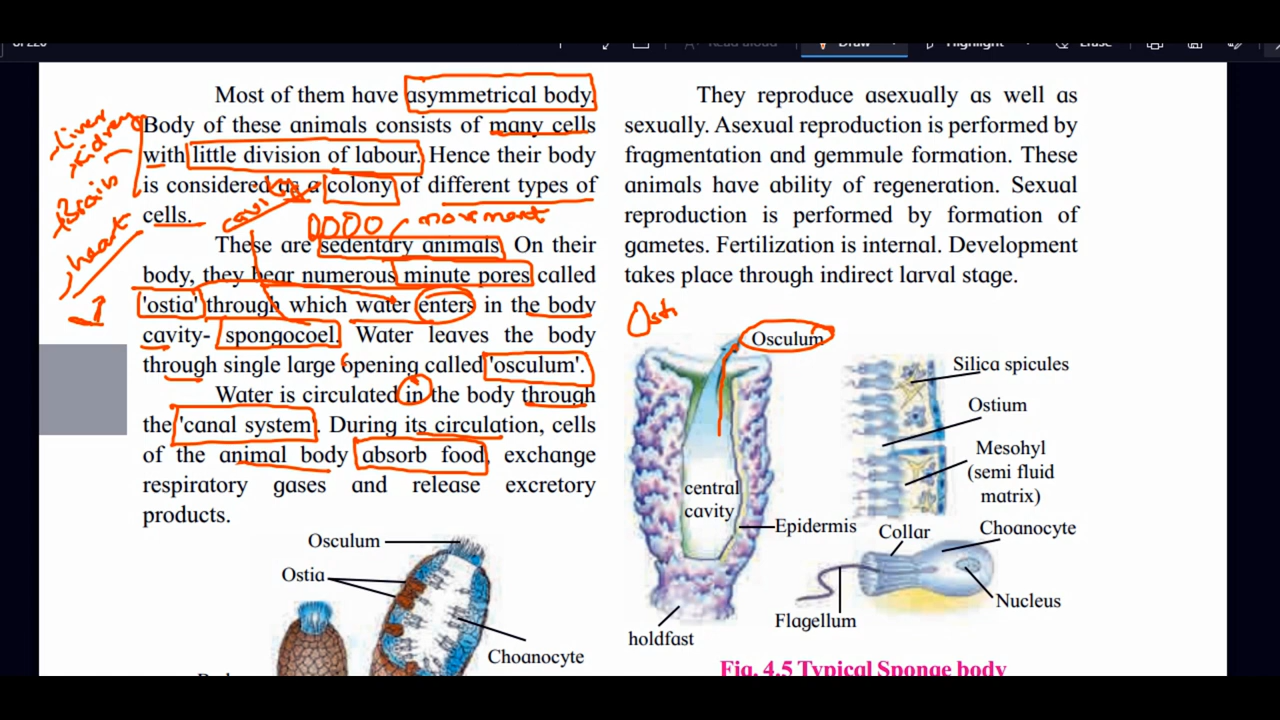 Read aloud
Draw
Highlight
Erase
Most of them have asymmetrical body.
Body of these animals consists of many cells
with little division of labour. Hence their body
is considered as a colony of different types of
cells.
These are sedentary animals. On their
body, they bear numerous minute pores called
'ostia' through which water enters in the body
cavity- spongocoel. Water leaves the body
through single large opening called 'osculum'.
Water is circulated in the body through
the 'canal system'. During its circulation, cells
of the animal body absorb food, exchange
respiratory gases and release excretory
products.
Liver
Kidney
Brain
heart
cavity
movement
Osculum
Ostia
Choanocyte
They reproduce asexually as well as
sexually. Asexual reproduction is performed by
fragmentation and gemmule formation. These
animals have ability of regeneration. Sexual
reproduction is performed by formation of
gametes. Fertilization is internal. Development
takes place through indirect larval stage.
Osti
Osculum
Silica spicules
Ostium
Mesohyl
(semi fluid
matrix)
central
cavity
Epidermis
Collar
Choanocyte
Nucleus
Flagellum
holdfast
Fig. 4.5 Typical Sponge body